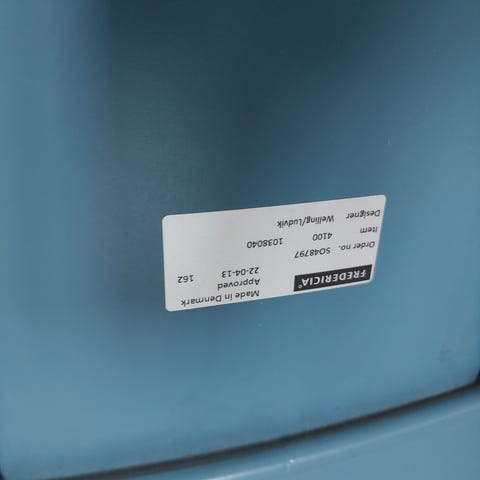 FREDERICIA®
Made in Denmark
Order no. SO48797
Approved
Item 4100 1038040
22-04-13 162
Designer Welling/Ludvik